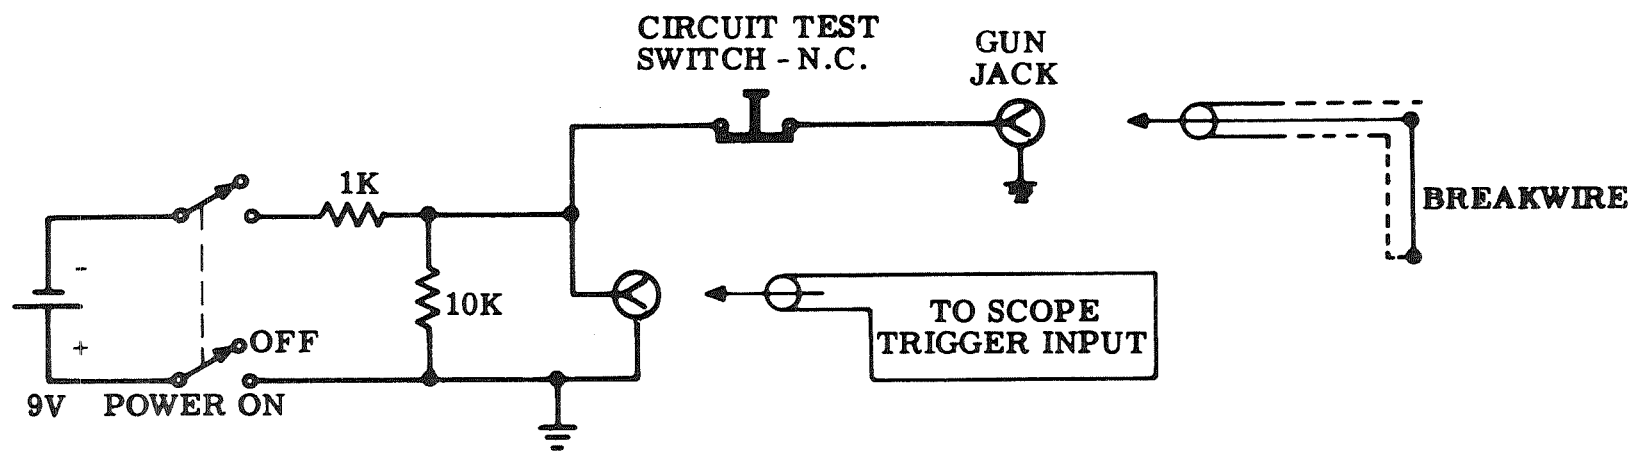 CIRCUIT TEST
SWITCH - N.C.
GUN
JACK
1K
BREAKWIRE
-
10K
TO SCOPE
TRIGGER INPUT
+
OFF
9V
POWER ON